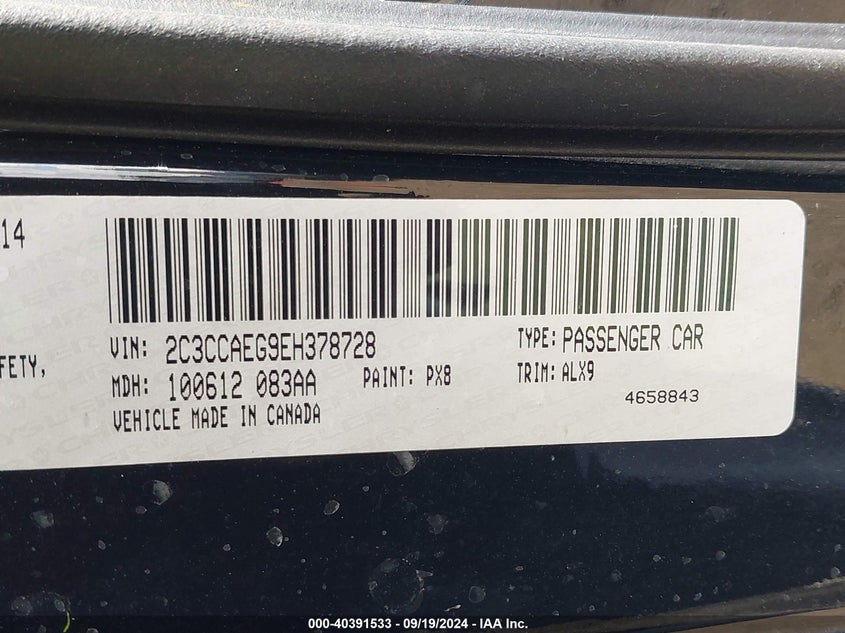 14
VIN: 2C3CCAEG9EH378728 TYPE: PASSENGER CAR
FETY,
MDH: 100612 083AA PAINT: PX8 TRIM: ALX9
VEHICLE MADE IN CANADA 4658843
000-40391533 - 09/19/2024 - IAA Inc.